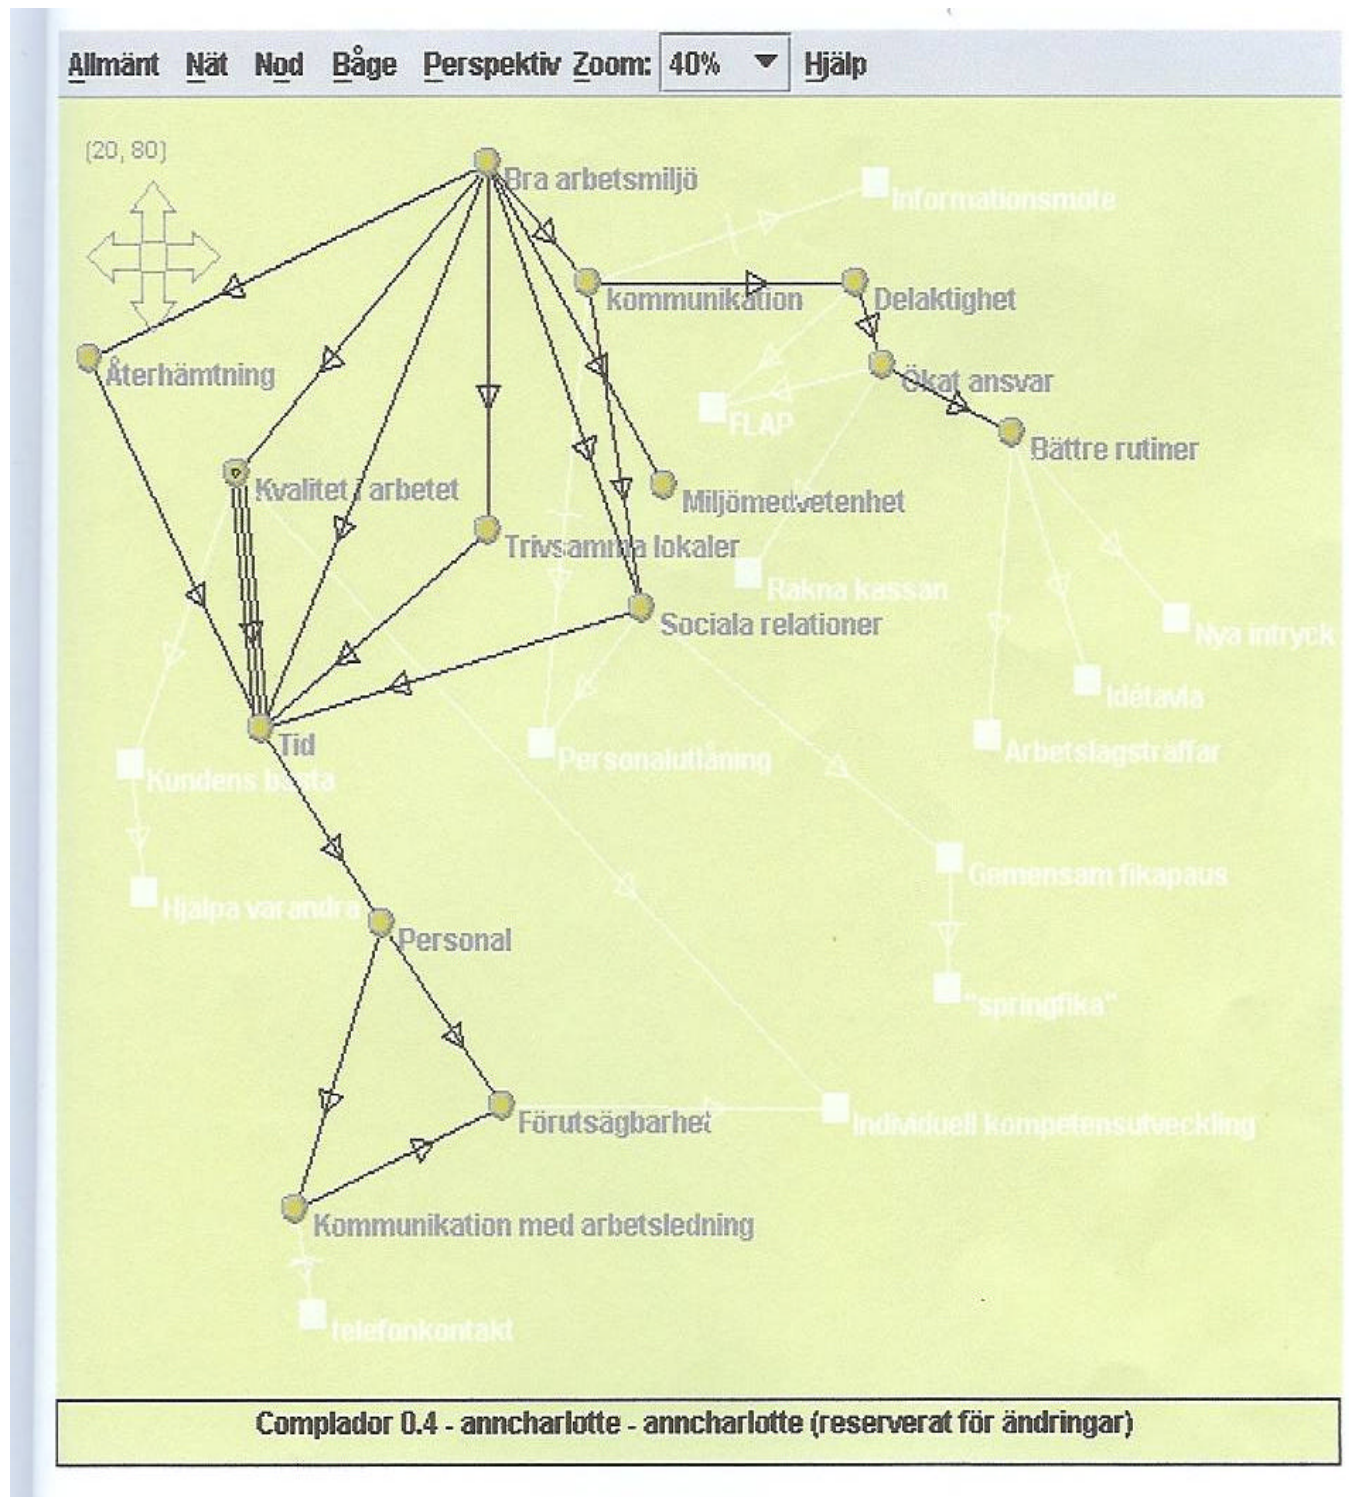 Allmänt Nät Nod Båge Perspektiv Zoom: 40% Hjälp
(20, 80)
Bra arbetsmiljö
Informationsmöte
kommunikation
Delaktighet
Återhämtning
Ökat ansvar
FLAP
Bättre rutiner
Kvalitet i arbetet
Miljömedvetenhet
Trivsamma lokaler
Räkna kassan
Sociala relationer
Nya intryck
Idétavla
Tid
Arbetslagsträffar
Personalutlåning
Kundens bästa
Gemensam fikapaus
Hjälpa varandra
Personal
"springfika"
Förutsägbarhet
Individuell kompetensutveckling
Kommunikation med arbetsledning
telefonkontakt
Complador 0.4 - anncharlotte - anncharlotte (reserverat för ändringar)